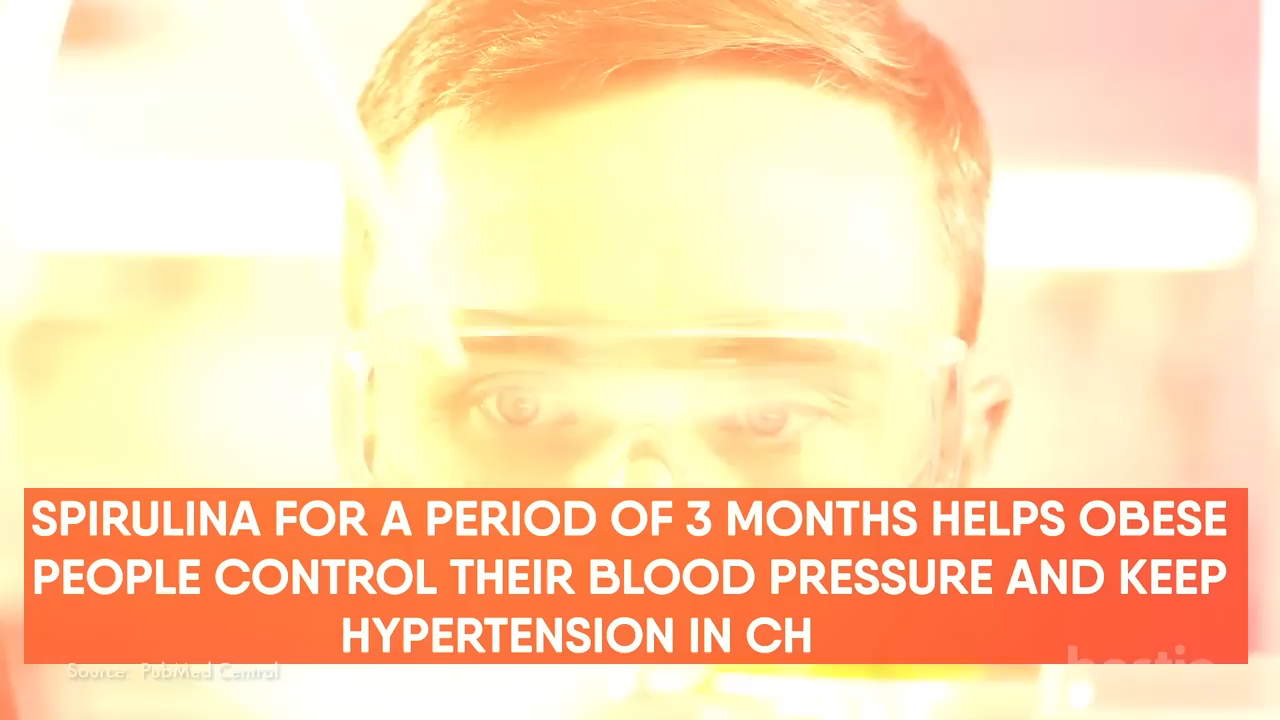 SPIRULINA FOR A PERIOD OF 3 MONTHS HELPS OBESE
PEOPLE CONTROL THEIR BLOOD PRESSURE AND KEEP
HYPERTENSION IN CH
Source: PubMed Central
bestie